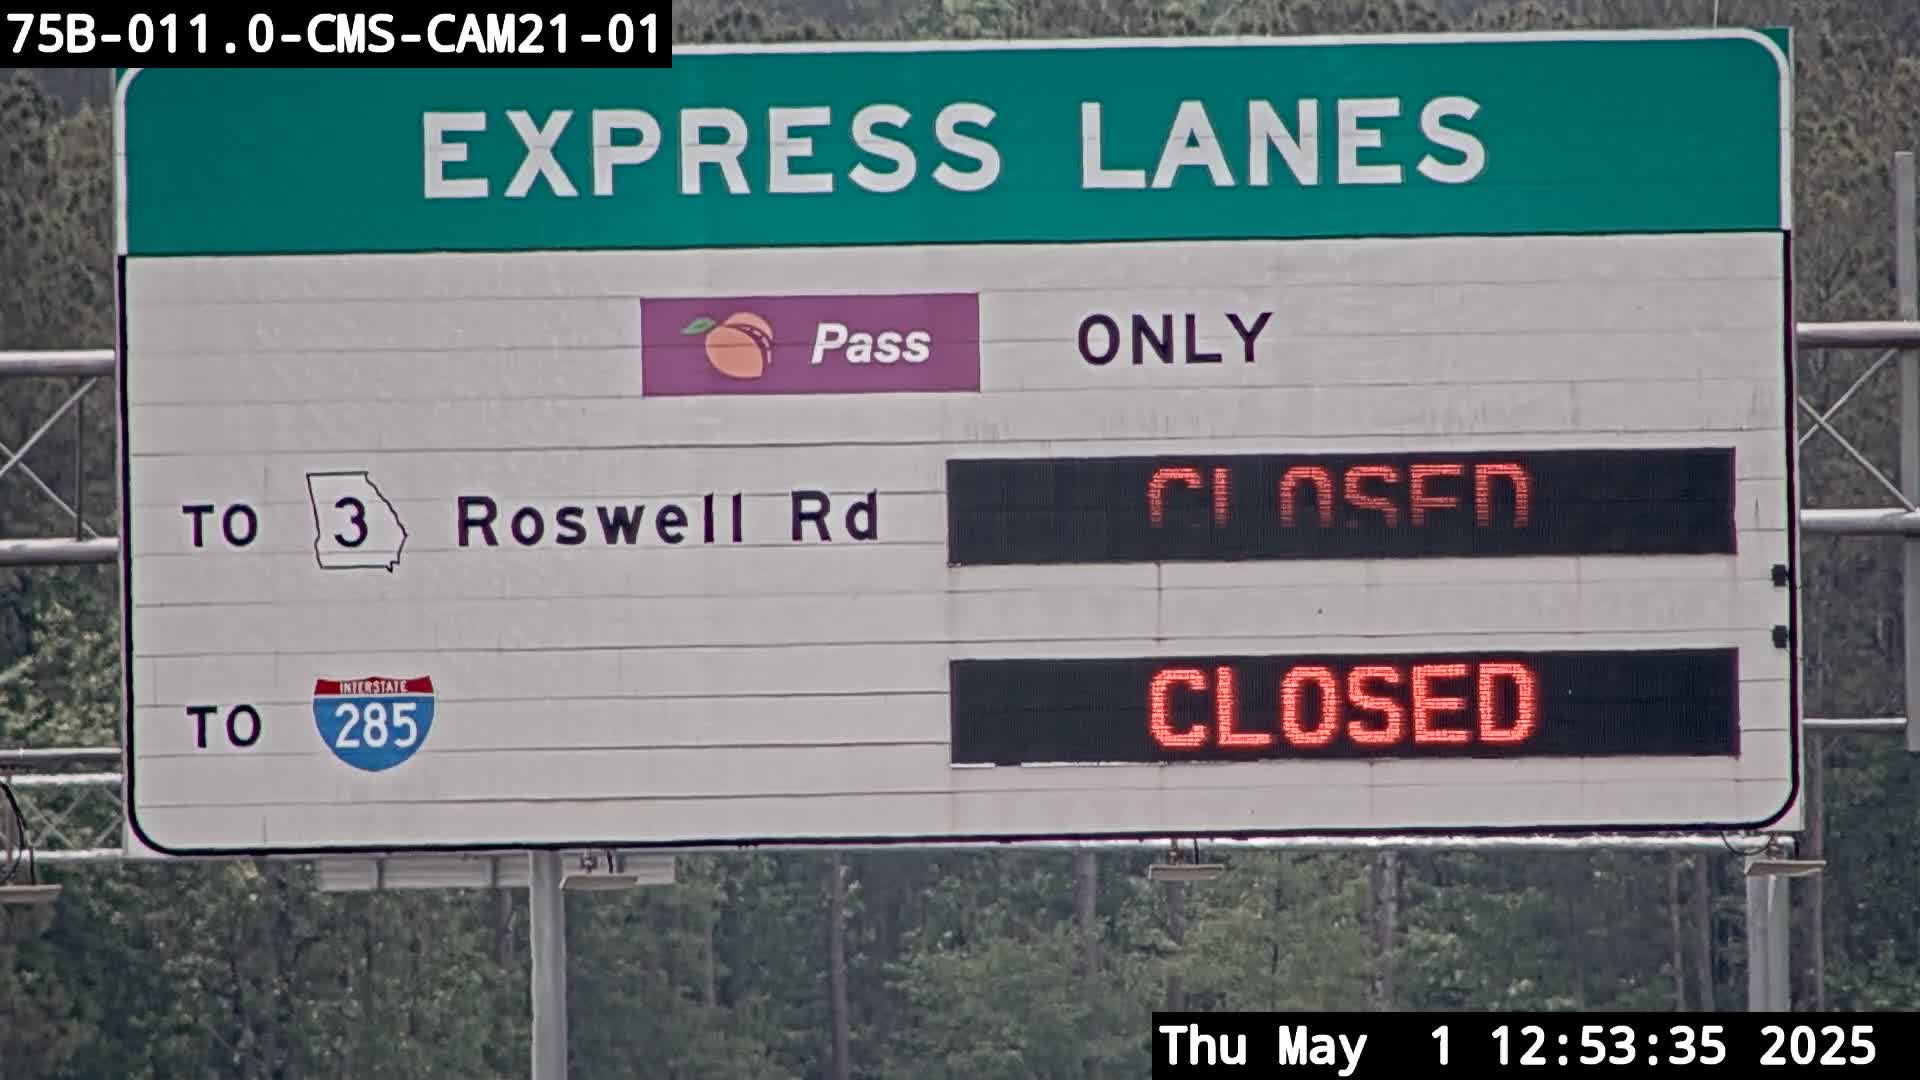 75B-011.0-CMS-CAM21-01
EXPRESS LANES
Pass ONLY
TO 3 Roswell Rd CLOSED
TO INTERSTATE 285 CLOSED
Thu May 1 12:53:35 2025